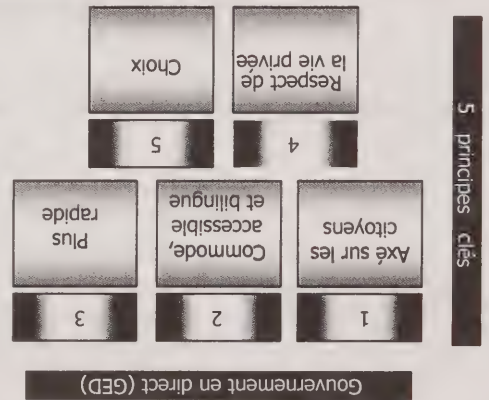 Gouvernement en direct (GED)
5 principes clés
1
Axé sur les
citoyens
2
Commode,
accessible
et bilingue
3
Plus
rapide
4
Respect de
la vie privée
5
Choix